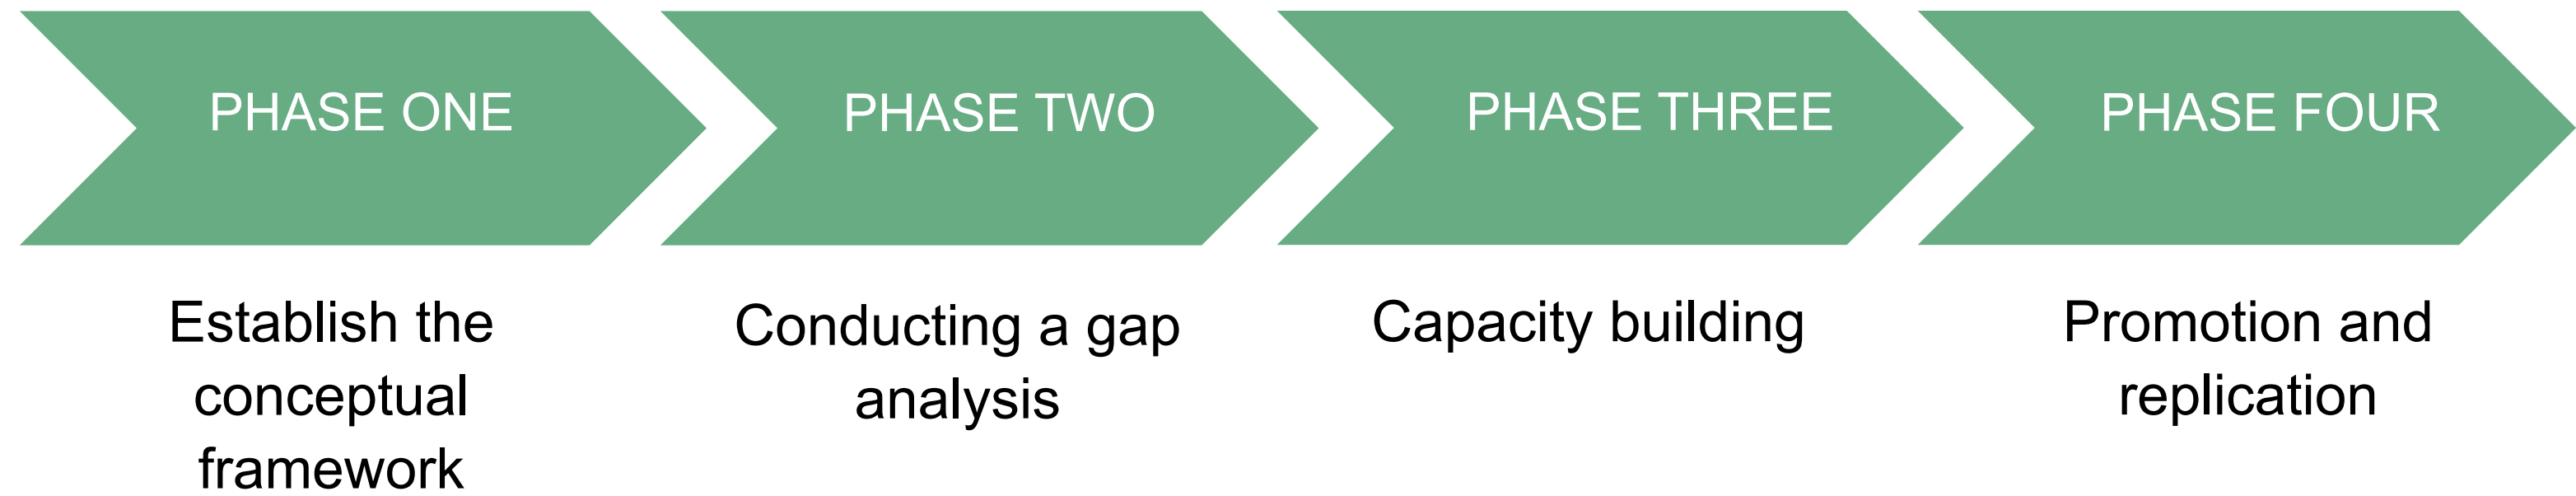 PHASE ONE
Establish the
conceptual
framework
PHASE TWO
Conducting a gap
analysis
PHASE THREE
Capacity building
PHASE FOUR
Promotion and
replication